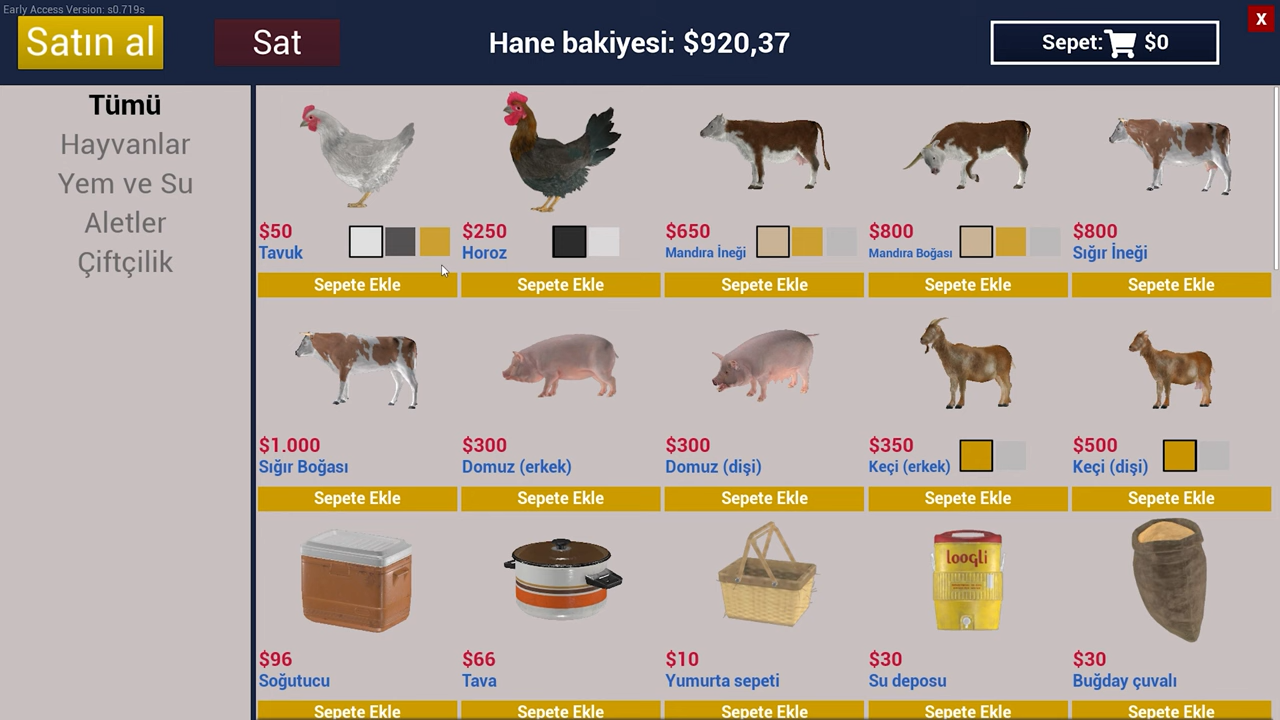 Early Access Version: s0.719s
Satın al
Sat
Hane bakiyesi: $920,37
Sepet: $0
X
Tümü
Hayvanlar
Yem ve Su
Aletler
Çiftçilik
$50
Tavuk
Sepete Ekle
$250
Horoz
Sepete Ekle
$650
Mandıra İneği
Sepete Ekle
$800
Mandıra Boğası
Sepete Ekle
$800
Sığır İneği
Sepete Ekle
$1.000
Sığır Boğası
Sepete Ekle
$300
Domuz (erkek)
Sepete Ekle
$300
Domuz (dişi)
Sepete Ekle
$350
Keçi (erkek)
Sepete Ekle
$500
Keçi (dişi)
Sepete Ekle
$96
Soğutucu
Sepete Ekle
$66
Tava
Sepete Ekle
$10
Yumurta sepeti
Sepete Ekle
looqli
$30
Su deposu
Sepete Ekle
$30
Buğday çuvalı
Sepete Ekle